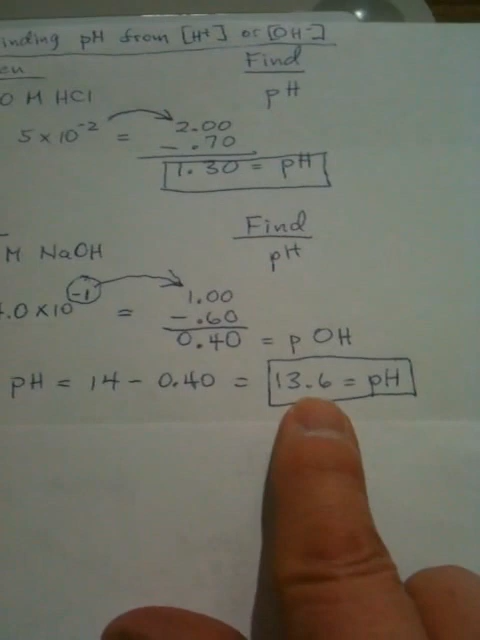 inding pH from [H+] or [OH-]
en
Find
pH
0 M HCl
5 x 10-2 = 2.00
- .70
1.30 = pH
Find
pH
M NaOH
.0 x 10-1 = 1.00
- .60
0.40 = pOH
pH = 14 - 0.40 = 13.6 = pH